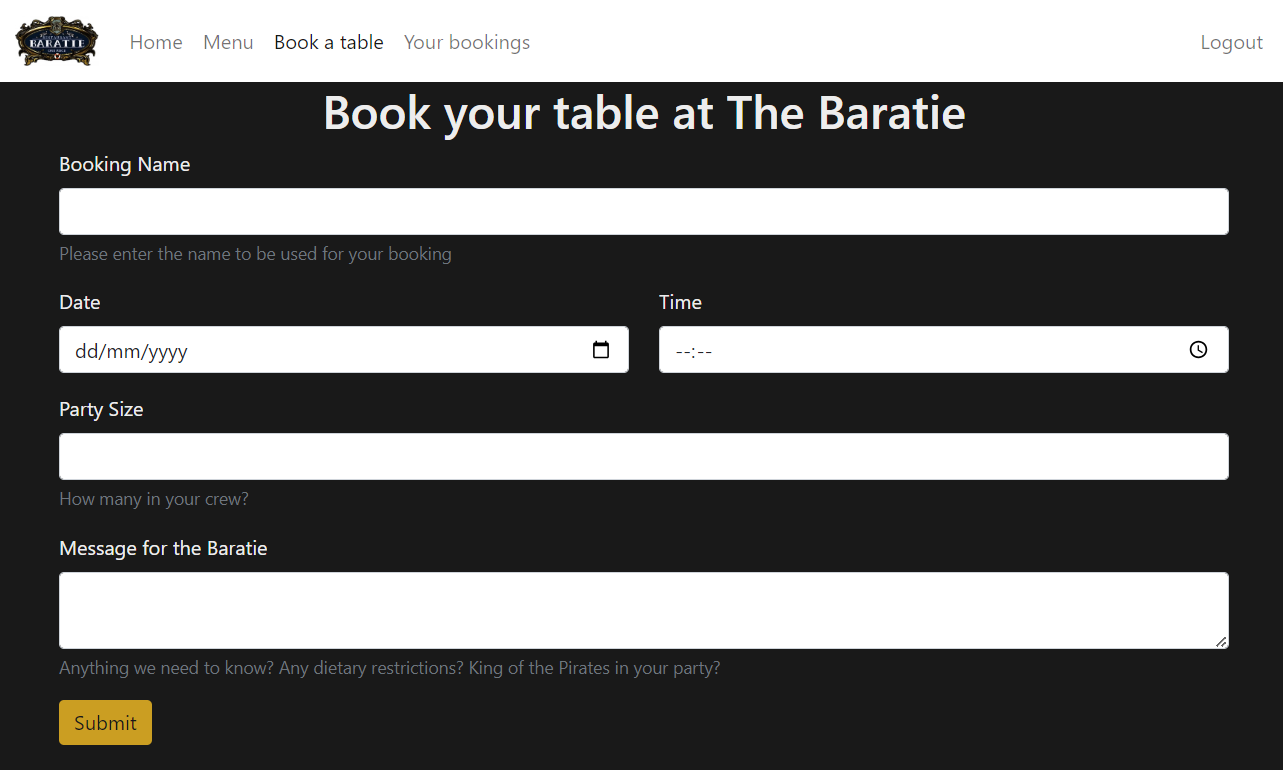 BARATIE
Home Menu Book a table Your bookings Logout
Book your table at The Baratie
Booking Name
Please enter the name to be used for your booking
Date Time
dd/mm/yyyy --:--
Party Size
How many in your crew?
Message for the Baratie
Anything we need to know? Any dietary restrictions? King of the Pirates in your party?
Submit